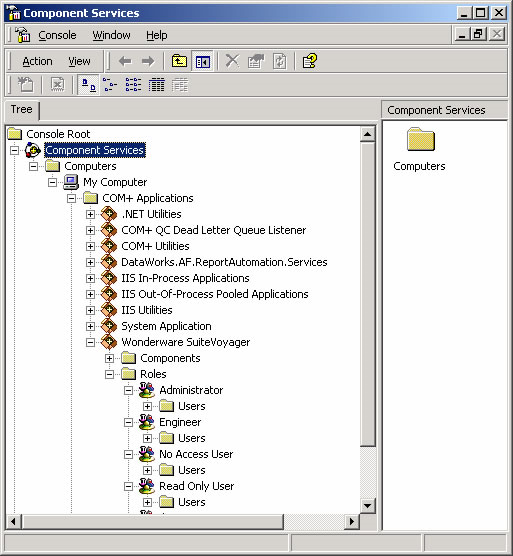 Component Services
Console Window Help
Action View
Tree
Component Services
Console Root
Component Services
Computers
My Computer
COM+ Applications
.NET Utilities
COM+ QC Dead Letter Queue Listener
COM+ Utilities
DataWorks.AF.ReportAutomation.Services
IIS In-Process Applications
IIS Out-Of-Process Pooled Applications
IIS Utilities
System Application
Wonderware SuiteVoyager
Components
Roles
Administrator
Users
Engineer
Users
No Access User
Users
Read Only User
Users
Computers